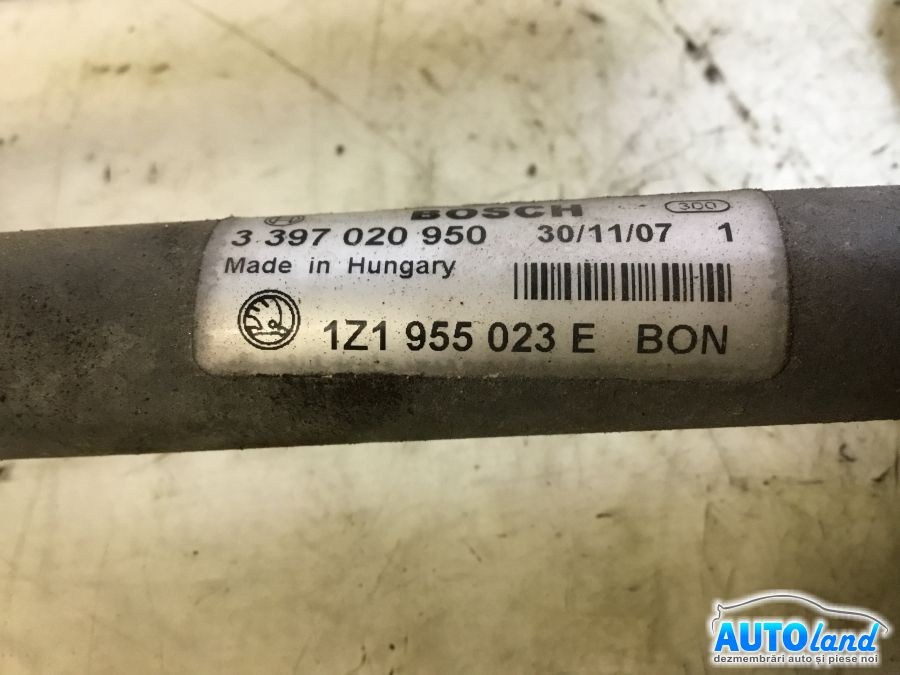 BOSCH 300
3 397 020 950 30/11/07 1
Made in Hungary
1Z1 955 023 E BON
AUTOland
dezmembrări auto și piese noi